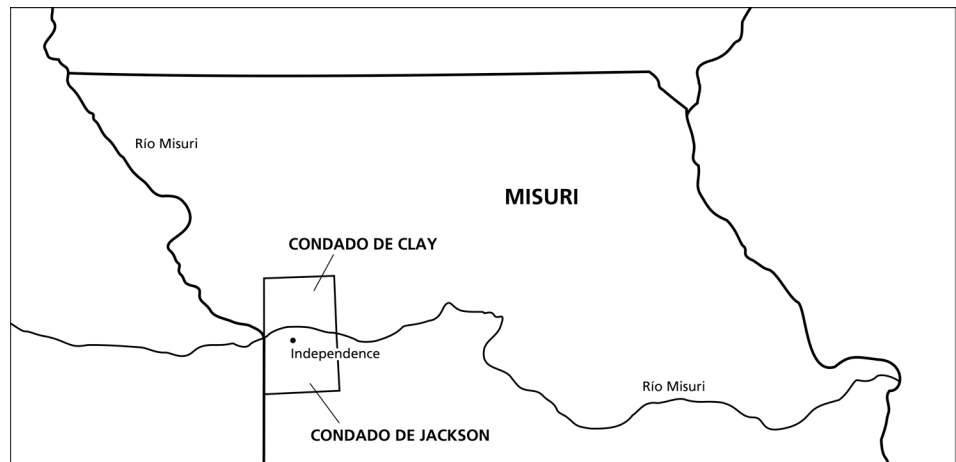 Río Misuri
MISURI
CONDADO DE CLAY
Independence
Río Misuri
CONDADO DE JACKSON